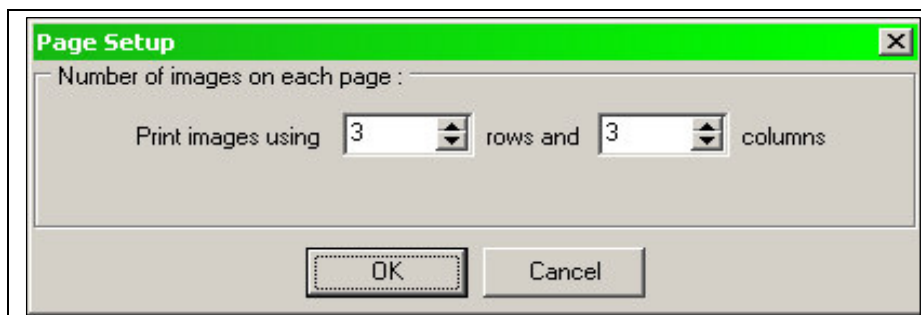 Page Setup
Number of images on each page :
Print images using 3 rows and 3 columns
OK Cancel